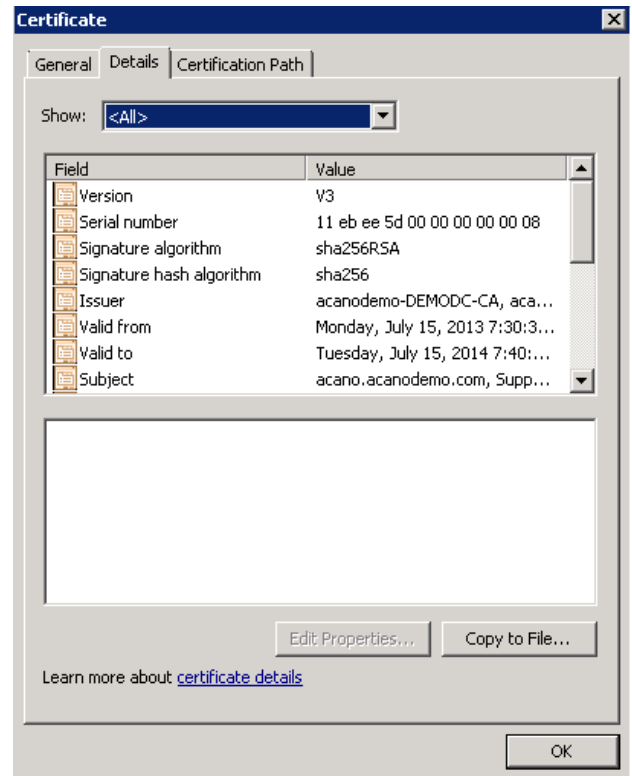 Certificate
General Details Certification Path
Show: <All>
Field Value
Version V3
Serial number 11 eb ee 5d 00 00 00 00 00 08
Signature algorithm sha256RSA
Signature hash algorithm sha256
Issuer acanodemo-DEMODC-CA, aca...
Valid from Monday, July 15, 2013 7:30:3...
Valid to Tuesday, July 15, 2014 7:40:...
Subject acano.acanodemo.com, Supp...
Edit Properties... Copy to File...
Learn more about certificate details
OK